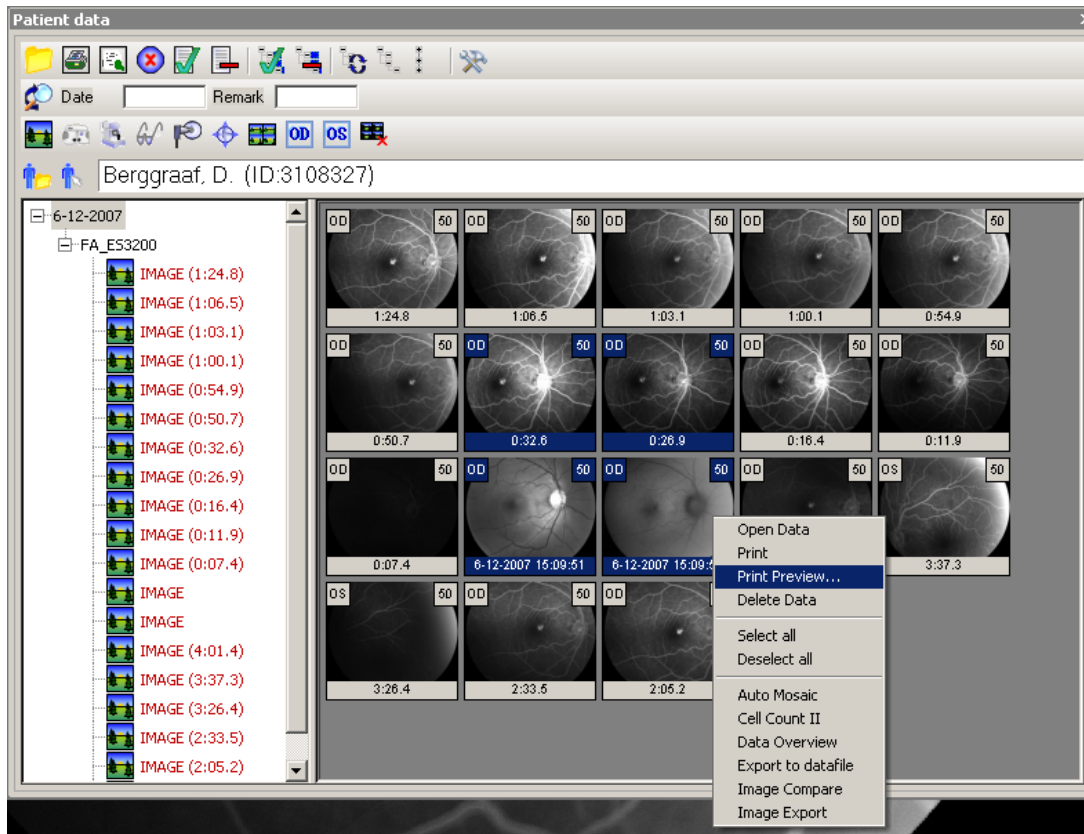 Patient data
Date
Remark
OD
OS
Berggraaf, D. (ID:3108327)
6-12-2007
FA_ES3200
IMAGE (1:24.8)
IMAGE (1:06.5)
IMAGE (1:03.1)
IMAGE (1:00.1)
IMAGE (0:54.9)
IMAGE (0:50.7)
IMAGE (0:32.6)
IMAGE (0:26.9)
IMAGE (0:16.4)
IMAGE (0:11.9)
IMAGE (0:07.4)
IMAGE
IMAGE
IMAGE (4:01.4)
IMAGE (3:37.3)
IMAGE (3:26.4)
IMAGE (2:33.5)
IMAGE (2:05.2)
OD 50 OD 50 OD 50 OD 50 OD 50
1:24.8 1:06.5 1:03.1 1:00.1 0:54.9
OD 50 OD 50 OD 50 OD 50 OD 50
0:50.7 0:32.6 0:26.9 0:16.4 0:11.9
OD 50 OD 50 OD 50 OD 50 OS 50
0:07.4 6-12-2007 15:09:51 6-12-2007 15:09: 3:37.3
OS 50 OD 50 OD
3:26.4 2:33.5 2:05.2
Open Data
Print
Print Preview...
Delete Data
Select all
Deselect all
Auto Mosaic
Cell Count II
Data Overview
Export to datafile
Image Compare
Image Export